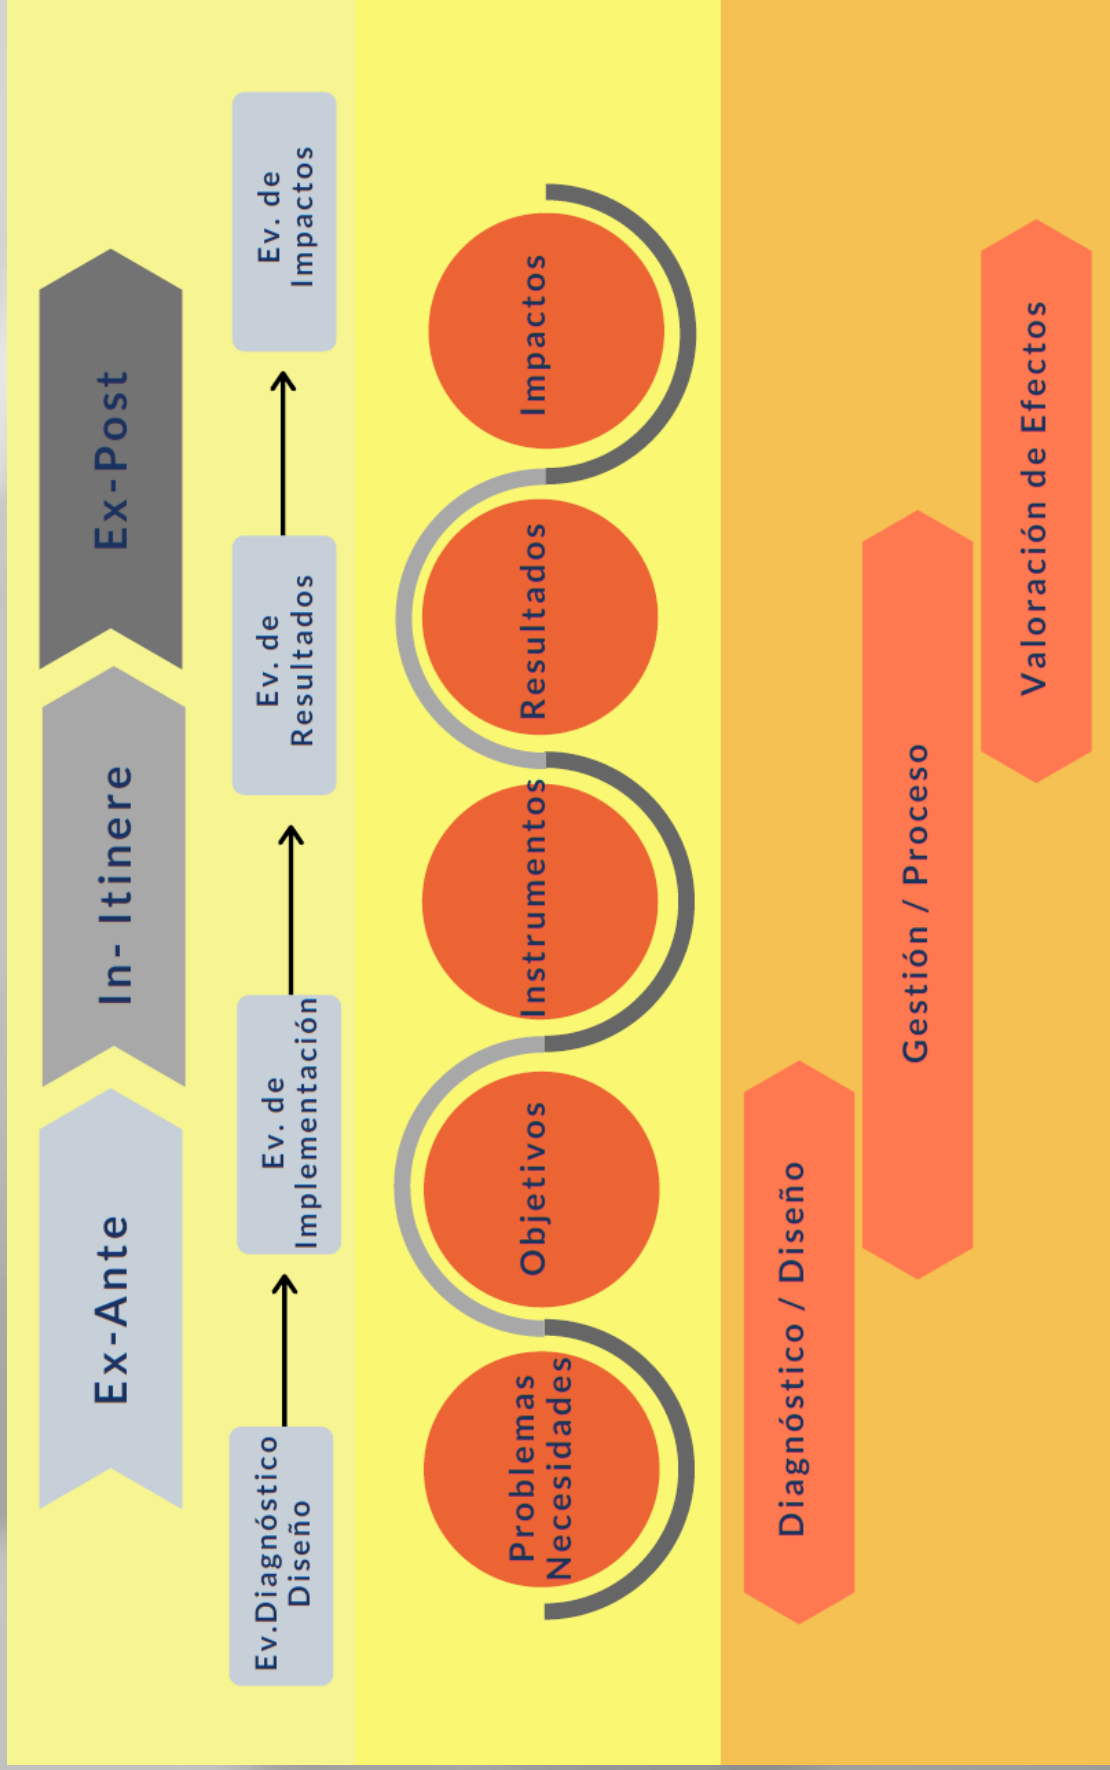 Ex-Ante
In- Itinere
Ex-Post
Ev.Diagnóstico
Diseño
Ev. de
Implementación
Ev. de
Resultados
Ev. de
Impactos
Problemas
Necesidades
Objetivos
Instrumentos
Resultados
Impactos
Diagnóstico / Diseño
Gestión / Proceso
Valoración de Efectos